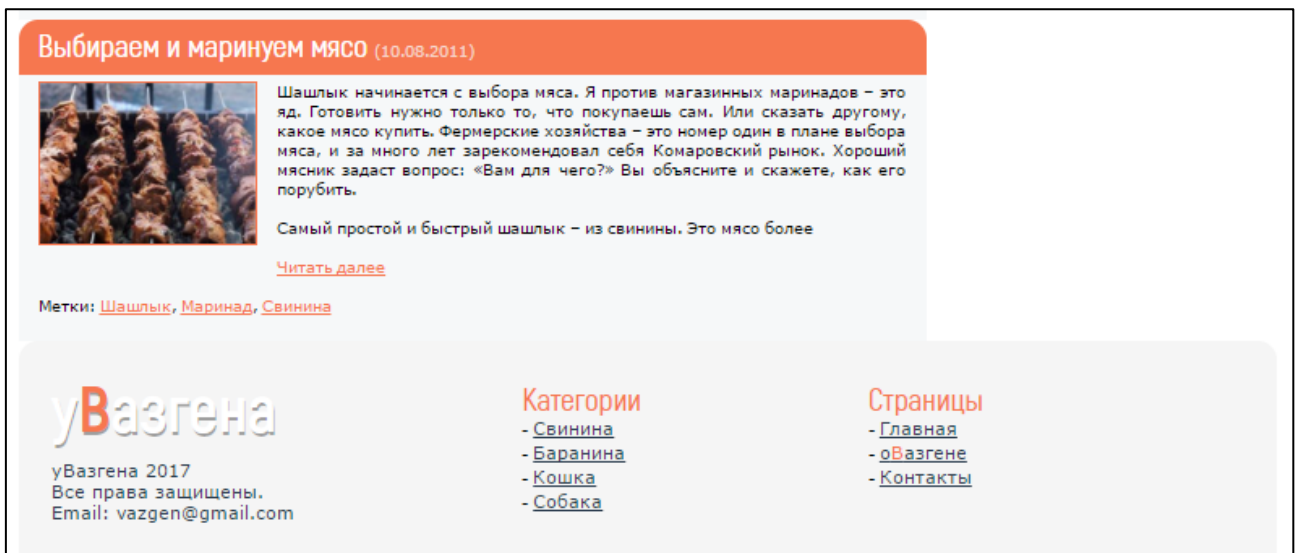 Выбираем и маринуем мясо (10.08.2011)
Шашлык начинается с выбора мяса. Я против магазинных маринадов – это
яд. Готовить нужно только то, что покупаешь сам. Или сказать другому,
какое мясо купить. Фермерские хозяйства – это номер один в плане выбора
мяса, и за много лет зарекомендовал себя Комаровский рынок. Хороший
мясник задаст вопрос: «Вам для чего?» Вы объясните и скажете, как его
порубить.
Самый простой и быстрый шашлык – из свинины. Это мясо более
Читать далее
Метки: Шашлык, Маринад, Свинина
уВазгена
уВазгена 2017
Все права защищены.
Email: vazgen@gmail.com
Категории
- Свинина
- Баранина
- Кошка
- Собака
Страницы
- Главная
- оВазгене
- Контакты